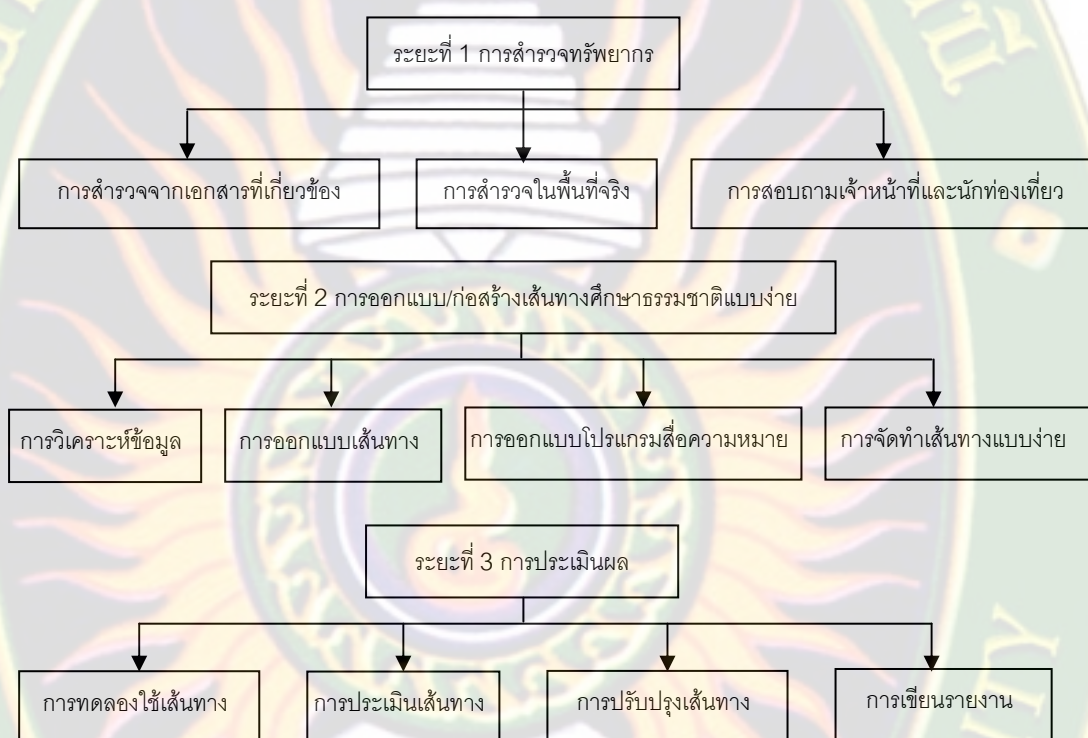 ระยะที่ 1 การสำรวจทรัพยากร
การสำรวจจากเอกสารที่เกี่ยวข้อง
การสำรวจในพื้นที่จริง
การสอบถามเจ้าหน้าที่และนักท่องเที่ยว
ระยะที่ 2 การออกแบบ/ก่อสร้างเส้นทางศึกษาธรรมชาติแบบง่าย
การวิเคราะห์ข้อมูล
การออกแบบเส้นทาง
การออกแบบโปรแกรมสื่อความหมาย
การจัดทำเส้นทางแบบง่าย
ระยะที่ 3 การประเมินผล
การทดลองใช้เส้นทาง
การประเมินเส้นทาง
การปรับปรุงเส้นทาง
การเขียนรายงาน